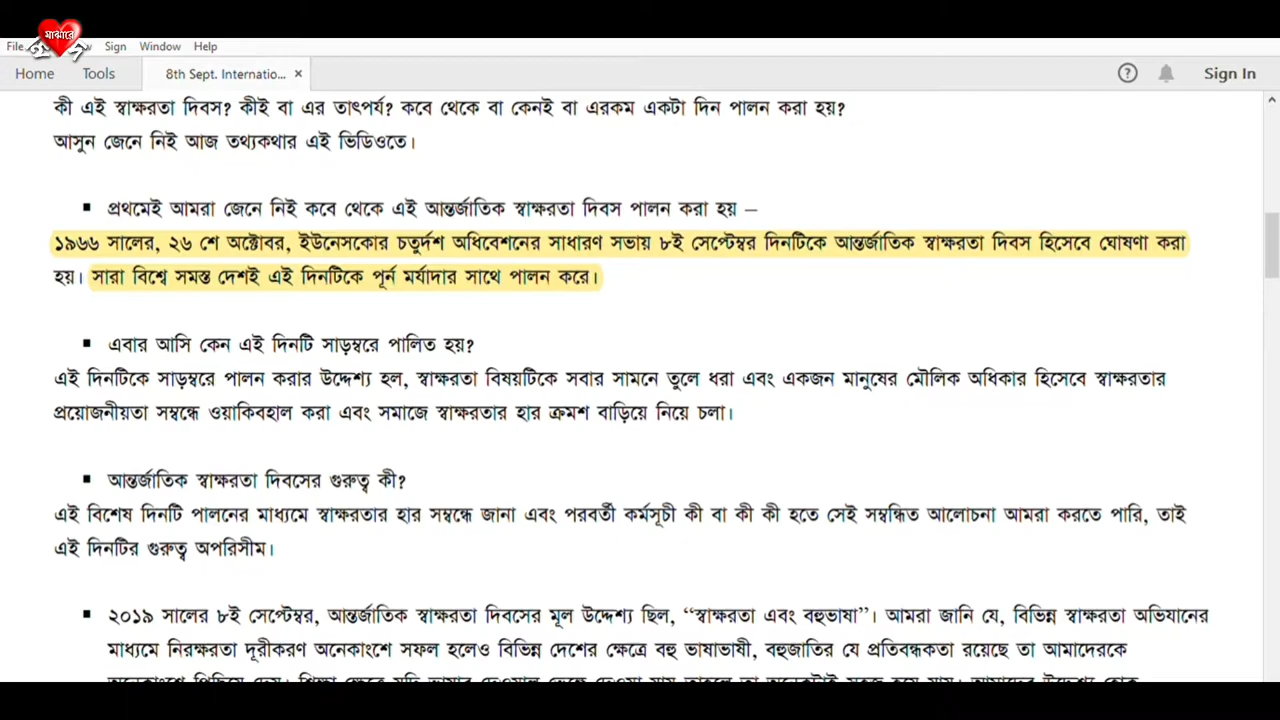 মাঝারে
File
Sign
Window
Help
Home
Tools
8th Sept. Internatio...
Sign In
কী এই স্বাক্ষরতা দিবস? কীই বা এর তাৎপর্য? কবে থেকে বা কেনই বা এরকম একটা দিন পালন করা হয়?
আসুন জেনে নিই আজ তথ্যকথার এই ভিডিওতে।
▪ প্রথমেই আমরা জেনে নিই কবে থেকে এই আন্তর্জাতিক স্বাক্ষরতা দিবস পালন করা হয় –
১৯৬৬ সালের, ২৬ শে অক্টোবর, ইউনেসকোর চতুর্দশ অধিবেশনের সাধারণ সভায় ৮ই সেপ্টেম্বর দিনটিকে আন্তর্জাতিক স্বাক্ষরতা দিবস হিসেবে ঘোষণা করা
হয়। সারা বিশ্বে সমস্ত দেশই এই দিনটিকে পূর্ন মর্যাদার সাথে পালন করে।
▪ এবার আসি কেন এই দিনটি সাড়ম্বরে পালিত হয়?
এই দিনটিকে সাড়ম্বরে পালন করার উদ্দেশ্য হল, স্বাক্ষরতা বিষয়টিকে সবার সামনে তুলে ধরা এবং একজন মানুষের মৌলিক অধিকার হিসেবে স্বাক্ষরতার
প্রয়োজনীয়তা সম্বন্ধে ওয়াকিবহাল করা এবং সমাজে স্বাক্ষরতার হার ক্রমশ বাড়িয়ে নিয়ে চলা।
▪ আন্তর্জাতিক স্বাক্ষরতা দিবসের গুরুত্ব কী?
এই বিশেষ দিনটি পালনের মাধ্যমে স্বাক্ষরতার হার সম্বন্ধে জানা এবং পরবর্তী কর্মসূচী কী বা কী কী হতে সেই সম্বন্ধিত আলোচনা আমরা করতে পারি, তাই
এই দিনটির গুরুত্ব অপরিসীম।
▪ ২০১৯ সালের ৮ই সেপ্টেম্বর, আন্তর্জাতিক স্বাক্ষরতা দিবসের মূল উদ্দেশ্য ছিল, “স্বাক্ষরতা এবং বহুভাষা”। আমরা জানি যে, বিভিন্ন স্বাক্ষরতা অভিযানের
মাধ্যমে নিরক্ষরতা দূরীকরণ অনেকাংশে সফল হলেও বিভিন্ন দেশের ক্ষেত্রে বহু ভাষাভাষী, বহুজাতির যে প্রতিবন্ধকতা রয়েছে তা আমাদেরকে